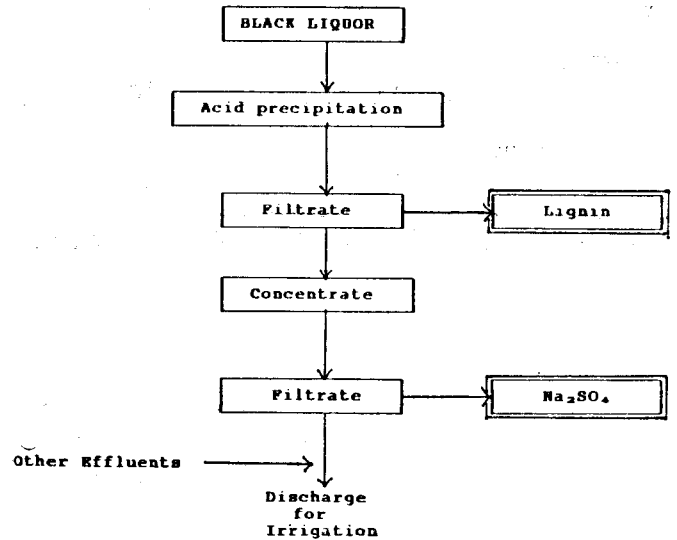 BLACK LIQUOR
Acid precipitation
Filtrate
Lignin
Concentrate
Filtrate
Na₂SO₄
Other Effluents
Discharge
for
Irrigation